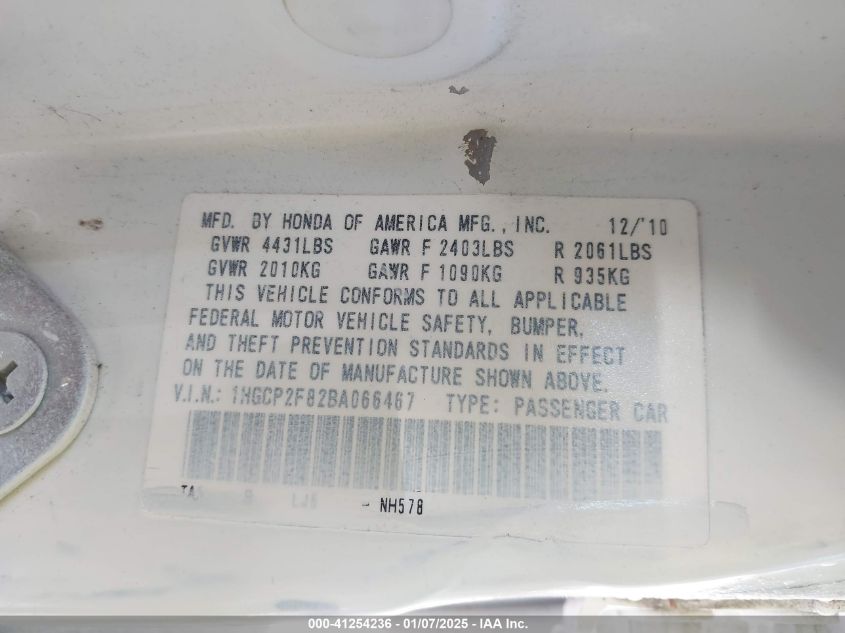 MFD. BY HONDA OF AMERICA MFG., INC. 12/'10
GVWR 4431LBS GAWR F 2403LBS R 2061LBS
GVWR 2010KG GAWR F 1090KG R 935KG
THIS VEHICLE CONFORMS TO ALL APPLICABLE
FEDERAL MOTOR VEHICLE SAFETY, BUMPER,
AND THEFT PREVENTION STANDARDS IN EFFECT
ON THE DATE OF MANUFACTURE SHOWN ABOVE.
V.I.N.: 1HGCP2F82BA066467 TYPE: PASSENGER CAR
- NH578
000-41254236 - 01/07/2025 - IAA Inc.